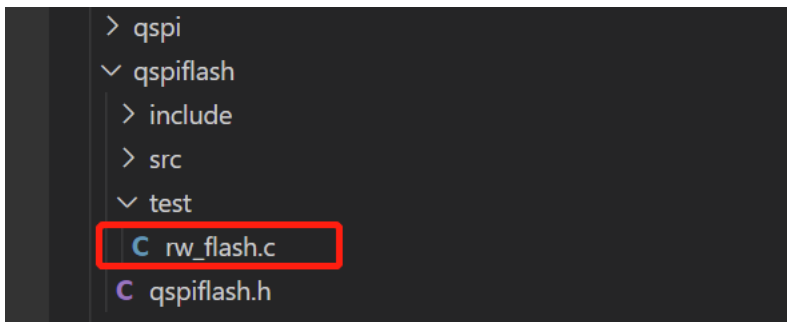 qspi
qspiflash
include
src
test
C rw_flash.c
C qspiflash.h